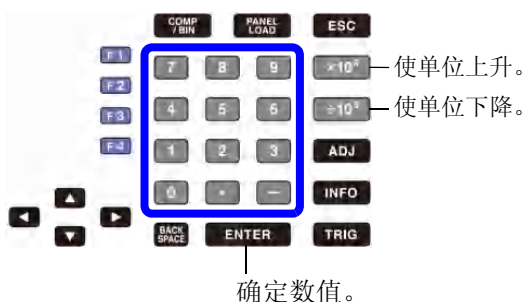 COMP / BIN PANEL LOAD ESC
F1
7 8 9 ×10³ 使单位上升。
F2
4 5 6 ÷10³ 使单位下降。
F3
F4
1 2 3 ADJ
0 . − INFO
BACK SPACE ENTER TRIG
确定数值。